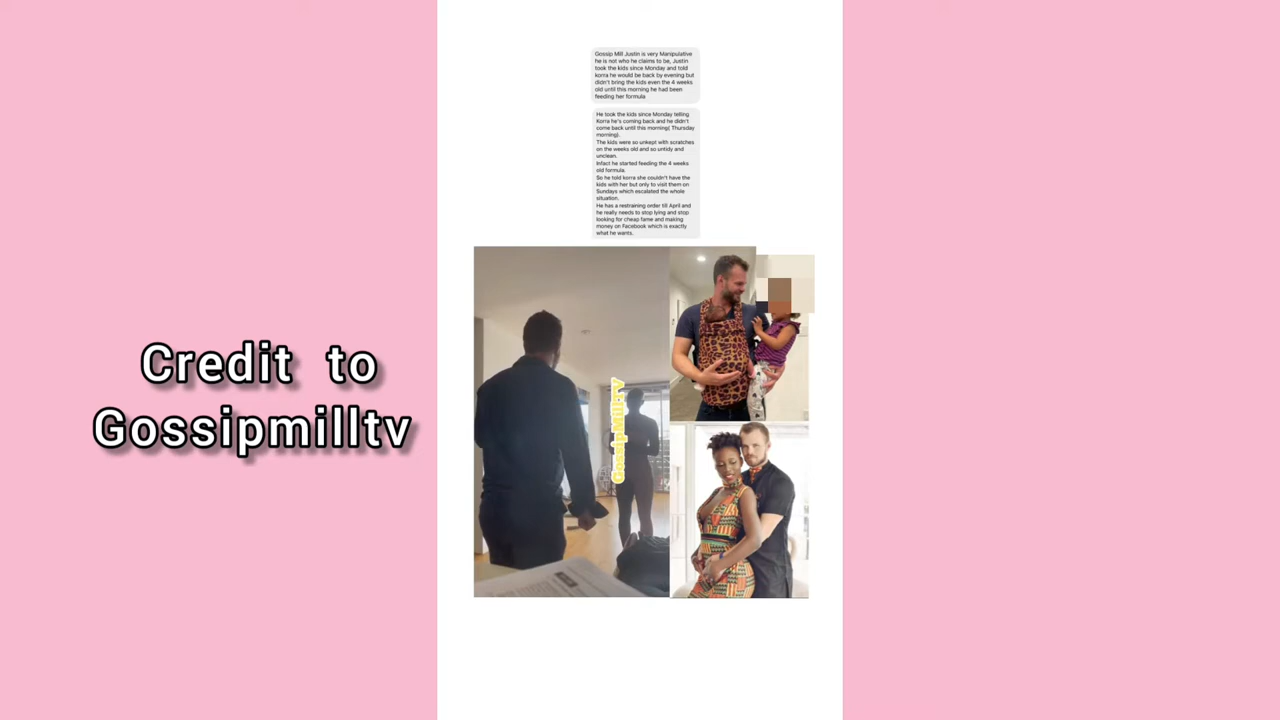 Gossip Mill Justin is very Manipulative
he is not who he claims to be, Justin
took the kids since Monday and told
korra he would be back by evening but
didn't bring the kids even the 4 weeks
old until this morning he had been
feeding her formula
He took the kids since Monday telling
Korra he's coming back and he didn't
come back until this morning( Thursday
morning).
The kids were so unkept with scratches
on the weeks old and so untidy and
unclean.
Infact he started feeding the 4 weeks
old formula.
So he told korra she couldn't have the
kids with her but only to visit them on
Sundays which escalated the whole
situation.
He has a restraining order till April and
he really needs to stop lying and stop
looking for cheap fame and making
money on Facebook which is exactly
what he wants.
GossipMillTV
Credit to
Gossipmilltv